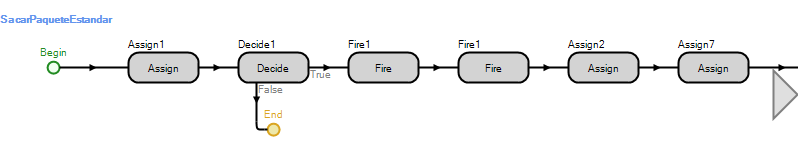 SacarPaqueteEstandar
Begin
Assign1
Decide1
Fire1
Fire1
Assign2
Assign7
Assign
Decide
Fire
Fire
Assign
Assign
True
False
End